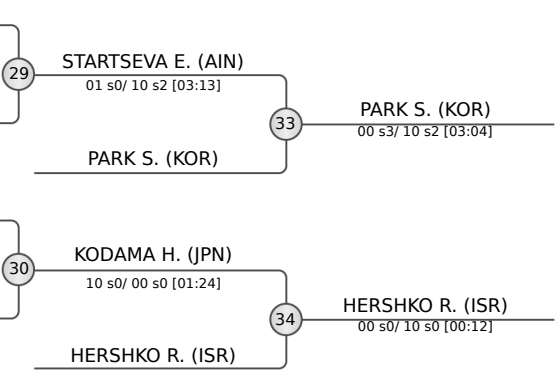 STARTSEVA E. (AIN)
29
01 s0/ 10 s2 [03:13]
PARK S. (KOR)
33
00 s3/ 10 s2 [03:04]
PARK S. (KOR)
KODAMA H. (JPN)
30
10 s0/ 00 s0 [01:24]
HERSHKO R. (ISR)
34
00 s0/ 10 s0 [00:12]
HERSHKO R. (ISR)